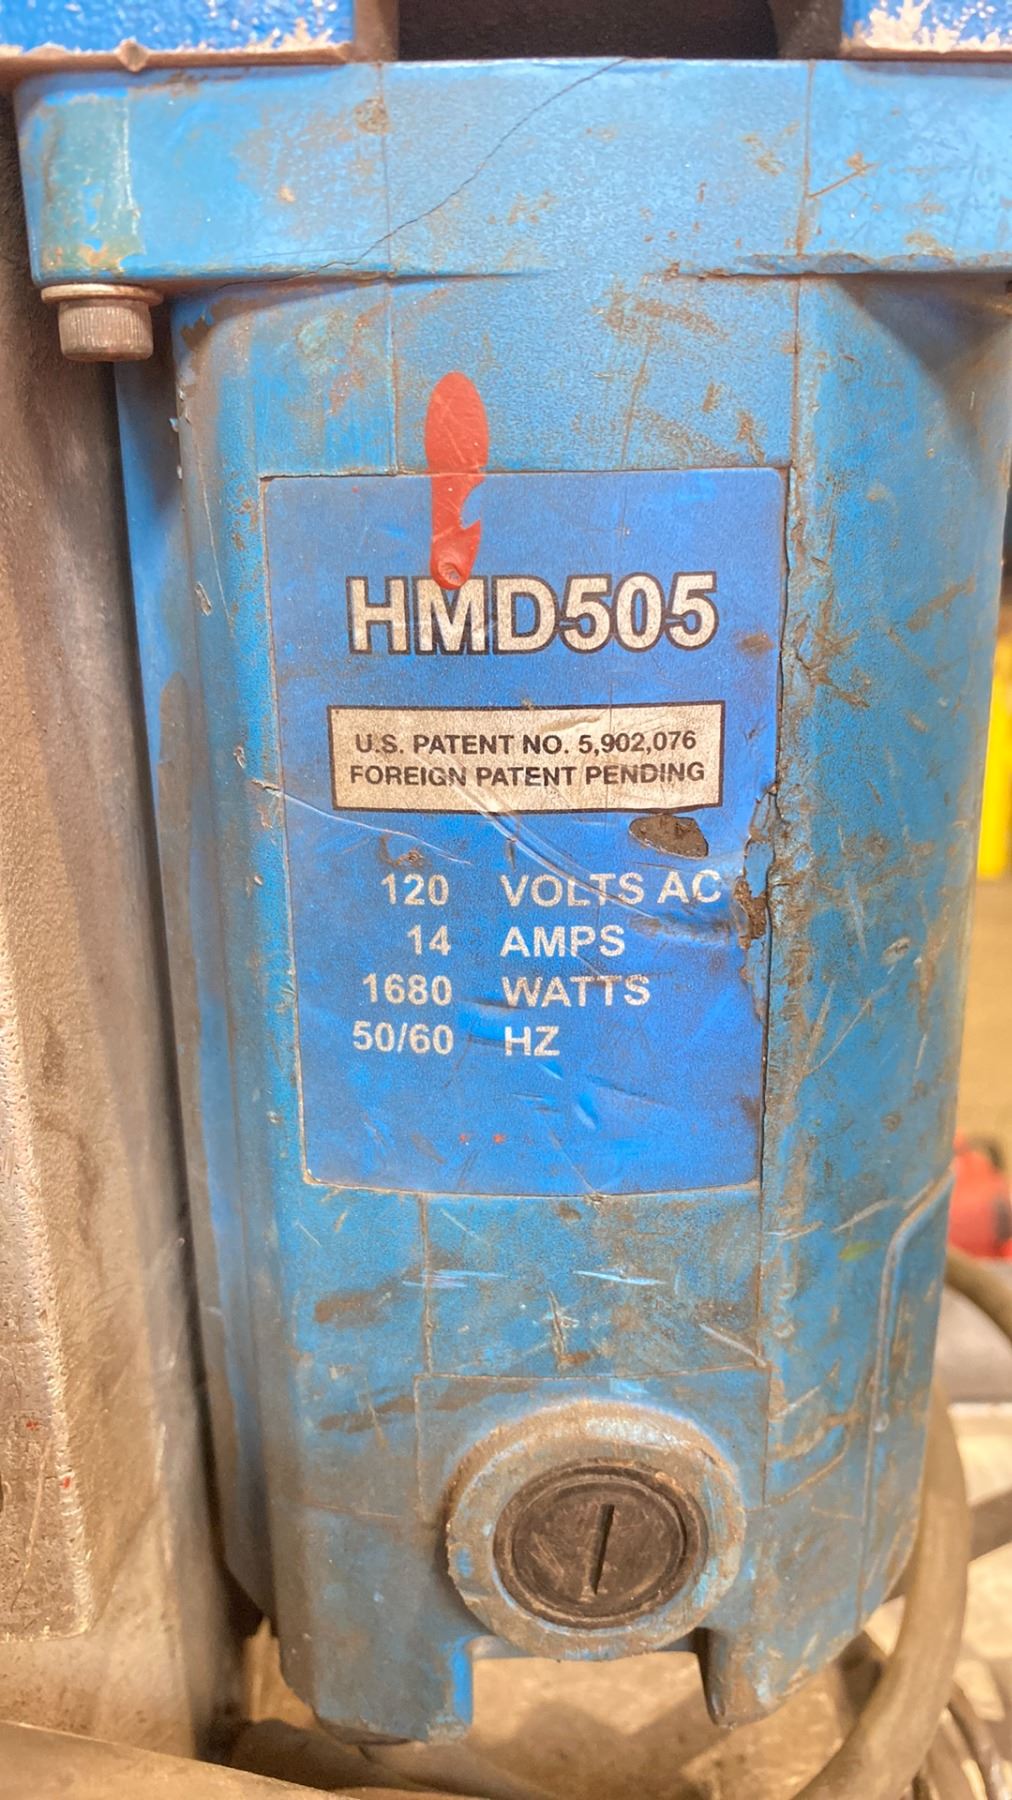 HMD505
U.S. PATENT NO. 5,902,076
FOREIGN PATENT PENDING
120 VOLTS AC
14 AMPS
1680 WATTS
50/60 HZ